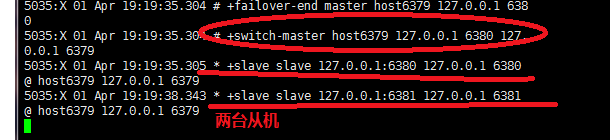 5035:X 01 Apr 19:19:35.304 # +failover-end master host6379 127.0.0.1 638
0
5035:X 01 Apr 19:19:35.304 # +switch-master host6379 127.0.0.1 6380 127.
0.0.1 6379
5035:X 01 Apr 19:19:35.305 * +slave slave 127.0.0.1:6380 127.0.0.1 6380
@ host6379 127.0.0.1 6379
5035:X 01 Apr 19:19:38.343 * +slave slave 127.0.0.1:6381 127.0.0.1 6381
@ host6379 127.0.0.1 6379
两台从机